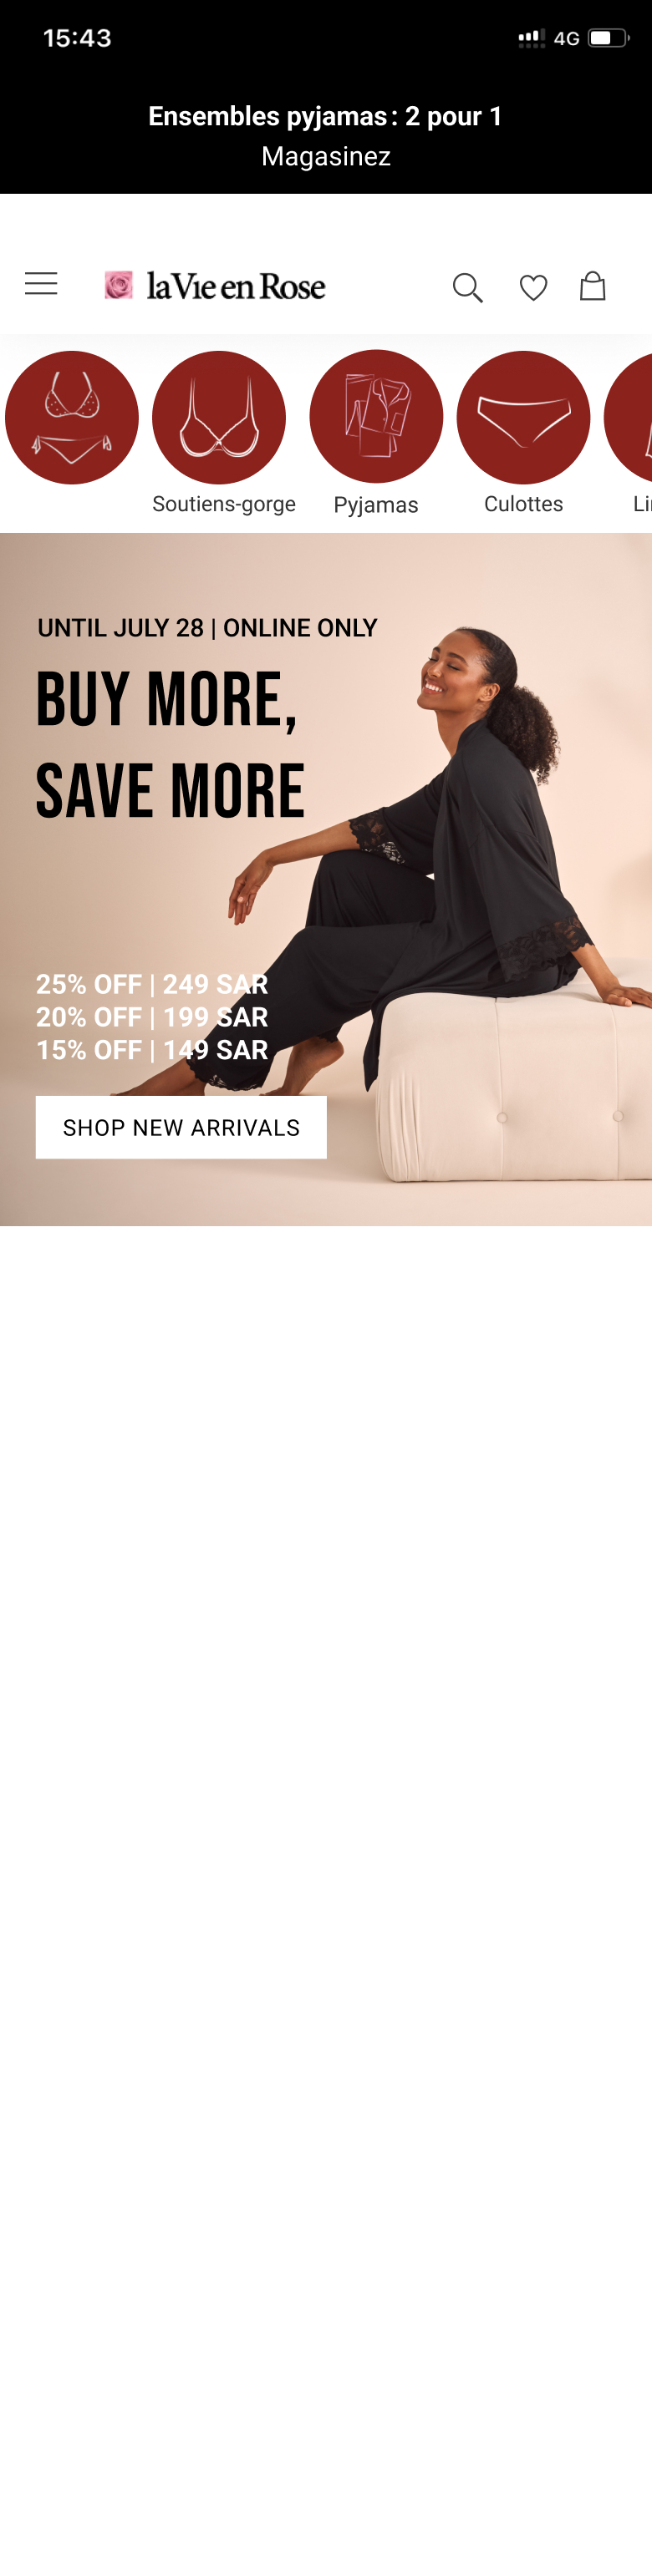 15:43
4G
Ensembles pyjamas : 2 pour 1
Magasinez
la Vie en Rose
Soutiens-gorge
Pyjamas
Culottes
UNTIL JULY 28 | ONLINE ONLY
BUY MORE,
SAVE MORE
25% OFF | 249 SAR
20% OFF | 199 SAR
15% OFF | 149 SAR
SHOP NEW ARRIVALS